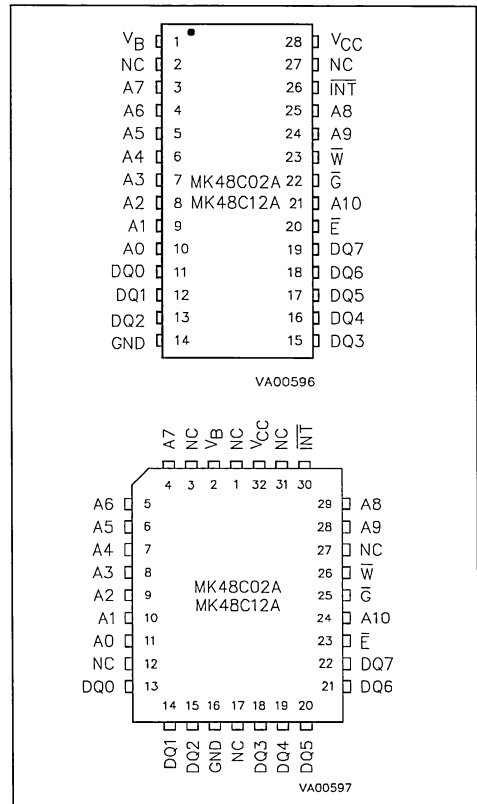 V̅B 1 28 VCC
NC 2 27 NC
A7 3 26 I̅N̅T̅
A6 4 25 A8
A5 5 24 A9
A4 6 23 W̅
A3 7 MK48C02A 22 G̅
A2 8 MK48C12A 21 A10
A1 9 20 E̅
A0 10 19 DQ7
DQ0 11 18 DQ6
DQ1 12 17 DQ5
DQ2 13 16 DQ4
GND 14 15 DQ3
VA00596
A7 NC VB NC VCC NC I̅N̅T̅
4 3 2 1 32 31 30
A6 5 29 A8
A5 6 28 A9
A4 7 27 NC
A3 8 26 W̅
A2 9 MK48C02A 25 G̅
A1 10 MK48C12A 24 A10
A0 11 23 E̅
NC 12 22 DQ7
DQ0 13 21 DQ6
14 15 16 17 18 19 20
DQ1 DQ2 GND NC DQ3 DQ4 DQ5
VA00597